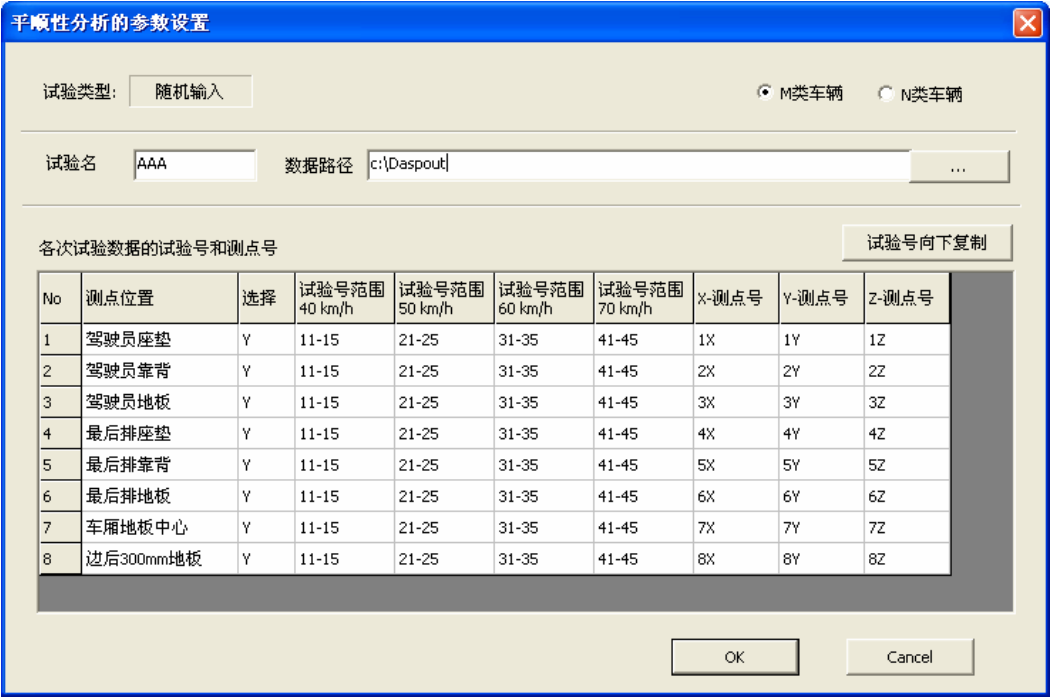 平顺性分析的参数设置
试验类型: 随机输入 M类车辆 N类车辆
试验名 AAA 数据路径 c:\Daspout ...
各次试验数据的试验号和测点号 试验号向下复制
No 测点位置 选择 试验号范围 40 km/h 试验号范围 50 km/h 试验号范围 60 km/h 试验号范围 70 km/h X-测点号 Y-测点号 Z-测点号
1 驾驶员座垫 Y 11-15 21-25 31-35 41-45 1X 1Y 1Z
2 驾驶员靠背 Y 11-15 21-25 31-35 41-45 2X 2Y 2Z
3 驾驶员地板 Y 11-15 21-25 31-35 41-45 3X 3Y 3Z
4 最后排座垫 Y 11-15 21-25 31-35 41-45 4X 4Y 4Z
5 最后排靠背 Y 11-15 21-25 31-35 41-45 5X 5Y 5Z
6 最后排地板 Y 11-15 21-25 31-35 41-45 6X 6Y 6Z
7 车厢地板中心 Y 11-15 21-25 31-35 41-45 7X 7Y 7Z
8 边后300mm地板 Y 11-15 21-25 31-35 41-45 8X 8Y 8Z
OK Cancel